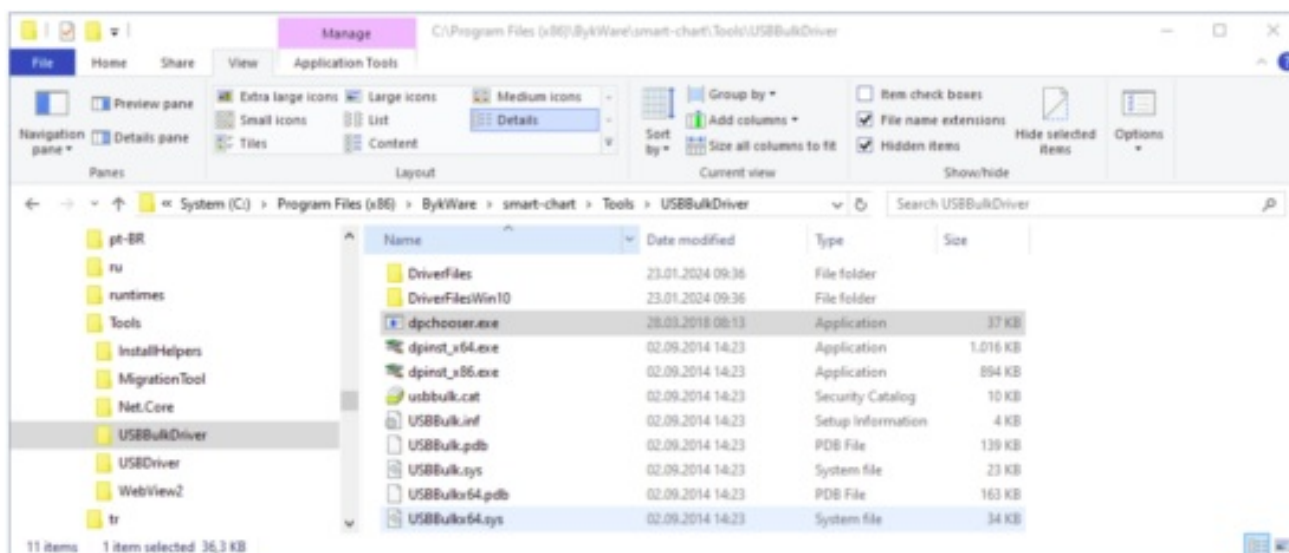 Manage C:\Program Files (x86)\BykWare\smart-chart\Tools\USBBulkDriver
File Home Share View Application Tools
Navigation pane
Preview pane
Details pane
Panes
Extra large icons Large icons Medium icons
Small icons List Details
Tiles Content
Layout
Sort by
Group by
Add columns
Size all columns to fit
Current view
Item check boxes
File name extensions
Hidden items
Hide selected items
Show/hide
Options
« System (C:) > Program Files (x86) > BykWare > smart-chart > Tools > USBBulkDriver
Search USBBulkDriver
pt-BR
ru
runtimes
Tools
InstallHelpers
MigrationTool
Net.Core
USBBulkDriver
USBDriver
WebView2
tr
Name Date modified Type Size
DriverFiles 23.01.2024 09:36 File folder
DriverFilesWin10 23.01.2024 09:36 File folder
dpchooser.exe 28.03.2018 08:13 Application 37 KB
dpinst_x64.exe 02.09.2014 14:23 Application 1.016 KB
dpinst_x86.exe 02.09.2014 14:23 Application 894 KB
usbbulk.cat 02.09.2014 14:23 Security Catalog 10 KB
USBBulk.inf 02.09.2014 14:23 Setup Information 4 KB
USBBulk.pdb 02.09.2014 14:23 PDB File 139 KB
USBBulk.sys 02.09.2014 14:23 System file 23 KB
USBBulkx64.pdb 02.09.2014 14:23 PDB File 163 KB
USBBulkx64.sys 02.09.2014 14:23 System file 34 KB
11 items 1 item selected 36,3 KB